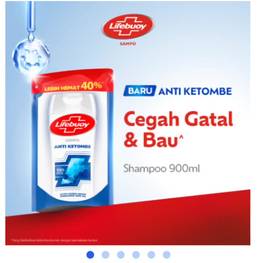 Lifebuoy
SAMPO
LEBIH HEMAT 40%
Lifebuoy
ANTI KETOMBE
BARU ANTI KETOMBE
Cegah Gatal
& Bau^
Shampoo 900ml